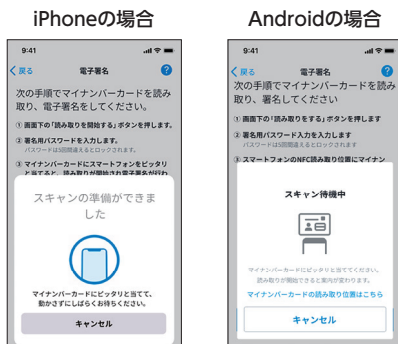 iPhoneの場合
9:41
戻る
電子署名
?
次の手順でマイナンバーカードを読み
取り、電子署名をしてください。
① 画面下の「読み取りを開始する」ボタンを押します。
② 署名用パスワードを入力します。
パスワードは5回間違えるとロックされます。
③ マイナンバーカードにスマートフォンをピッタリ
と当てると、読み取りが開始され電子署名が行わ
スキャンの準備ができま
した
マイナンバーカードにピッタリと当てて、
動かさずにしばらくお待ちください。
キャンセル
Androidの場合
9:41
戻る
電子署名
?
次の手順でマイナンバーカードを読み
取り、署名してください
① 画面下の「読み取りをする」ボタンを押します
② 署名用パスワード入力を入力します
パスワードは5回間違えるとロックされます
③ スマートフォンのNFC読み取り位置にマイナン
スキャン待機中
マイナンバーカードにピッタリと当ててください。
読み取りが開始できると案内が変わります。
マイナンバーカードの読み取り位置はこちら
キャンセル